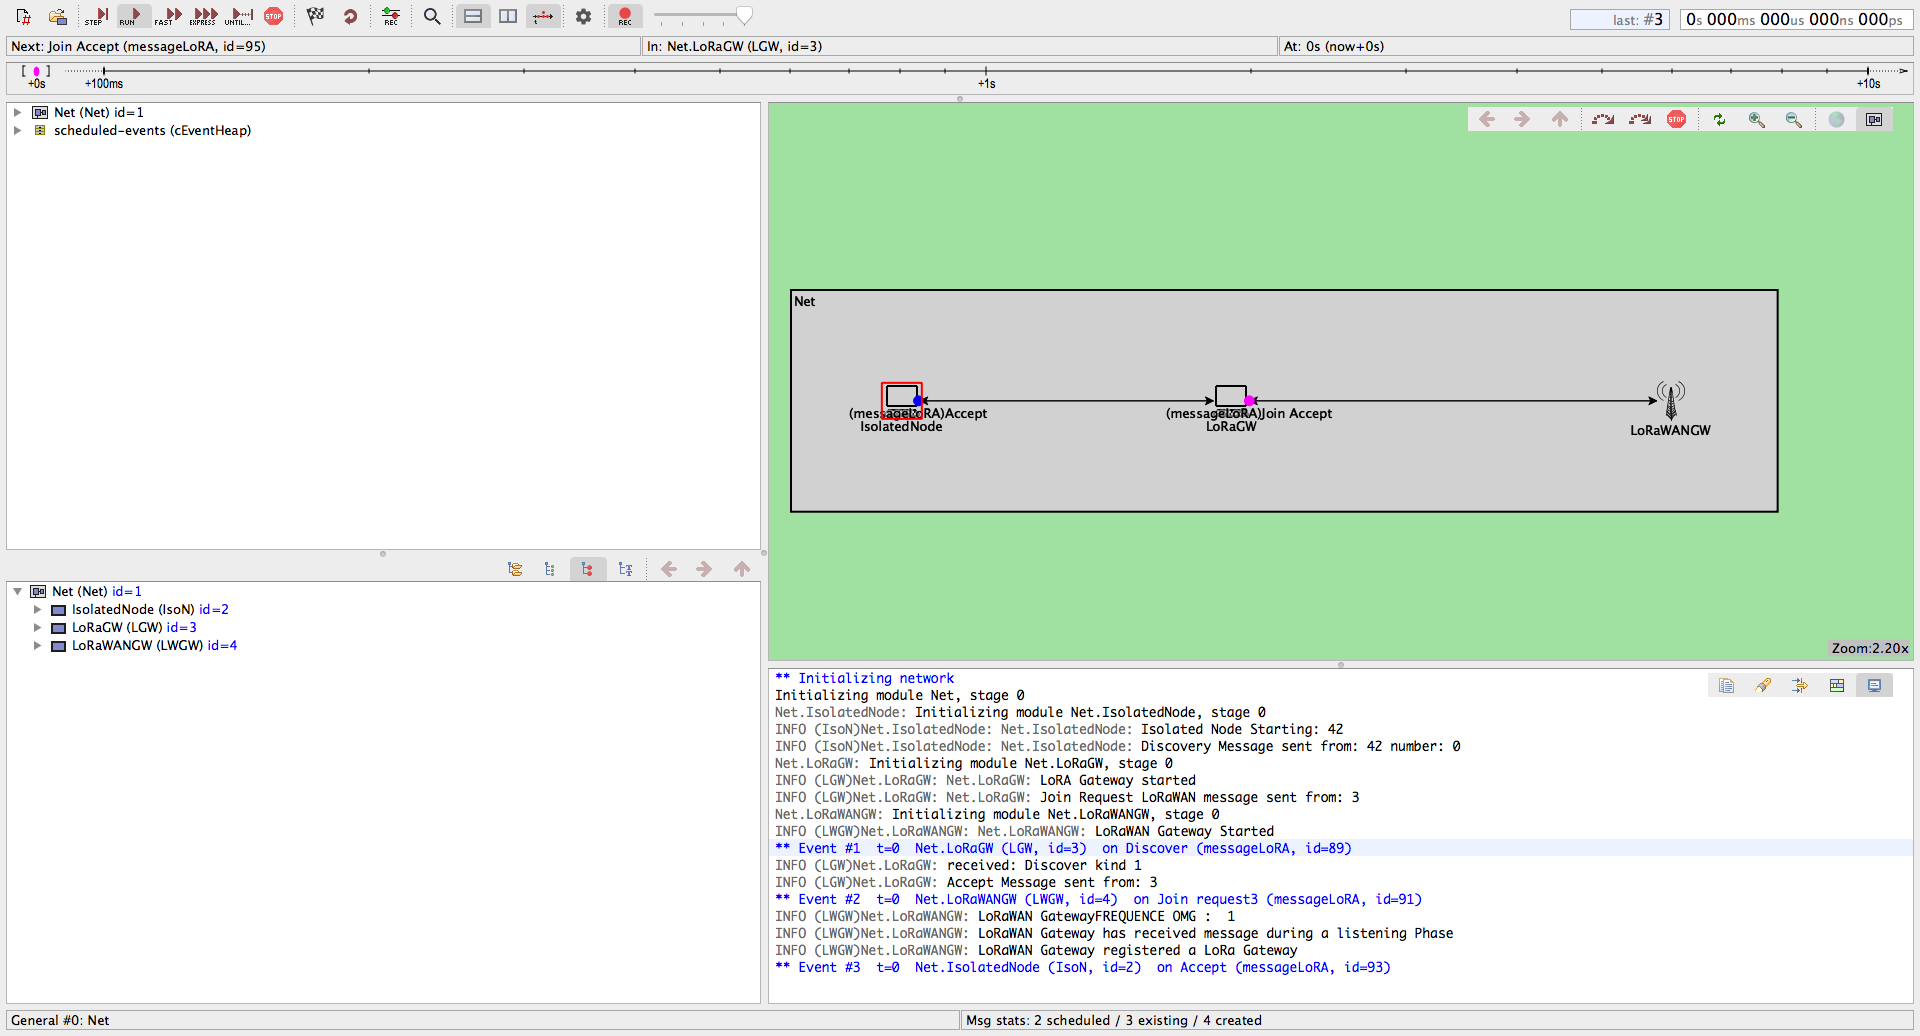 STEP RUN FAST EXPRESS UNTIL... STOP REC REC
last: #3
0s 000ms 000us 000ns 000ps
Next: Join Accept (messageLoRA, id=95)
In: Net.LoRaGW (LGW, id=3)
At: 0s (now+0s)
[ ]
+0s +100ms +1s +10s
Net (Net) id=1
scheduled-events (cEventHeap)
STOP
Net
(messageLoRA)Accept
IsolatedNode
(messageLoRA)Join Accept
LoRaGW
LoRaWANGW
Zoom:2.20x
Net (Net) id=1
IsolatedNode (IsoN) id=2
LoRaGW (LGW) id=3
LoRaWANGW (LWGW) id=4
** Initializing network
Initializing module Net, stage 0
Net.IsolatedNode: Initializing module Net.IsolatedNode, stage 0
INFO (IsoN)Net.IsolatedNode: Net.IsolatedNode: Isolated Node Starting: 42
INFO (IsoN)Net.IsolatedNode: Net.IsolatedNode: Discovery Message sent from: 42 number: 0
Net.LoRaGW: Initializing module Net.LoRaGW, stage 0
INFO (LGW)Net.LoRaGW: Net.LoRaGW: LoRA Gateway started
INFO (LGW)Net.LoRaGW: Net.LoRaGW: Join Request LoRaWAN message sent from: 3
Net.LoRaWANGW: Initializing module Net.LoRaWANGW, stage 0
INFO (LWGW)Net.LoRaWANGW: Net.LoRaWANGW: LoRaWAN Gateway Started
** Event #1 t=0 Net.LoRaGW (LGW, id=3) on Discover (messageLoRA, id=89)
INFO (LGW)Net.LoRaGW: received: Discover kind 1
INFO (LGW)Net.LoRaGW: Accept Message sent from: 3
** Event #2 t=0 Net.LoRaWANGW (LWGW, id=4) on Join request3 (messageLoRA, id=91)
INFO (LWGW)Net.LoRaWANGW: LoRaWAN GatewayFREQUENCE OMG : 1
INFO (LWGW)Net.LoRaWANGW: LoRaWAN Gateway has received message during a listening Phase
INFO (LWGW)Net.LoRaWANGW: LoRaWAN Gateway registered a LoRa Gateway
** Event #3 t=0 Net.IsolatedNode (IsoN, id=2) on Accept (messageLoRA, id=93)
General #0: Net
Msg stats: 2 scheduled / 3 existing / 4 created